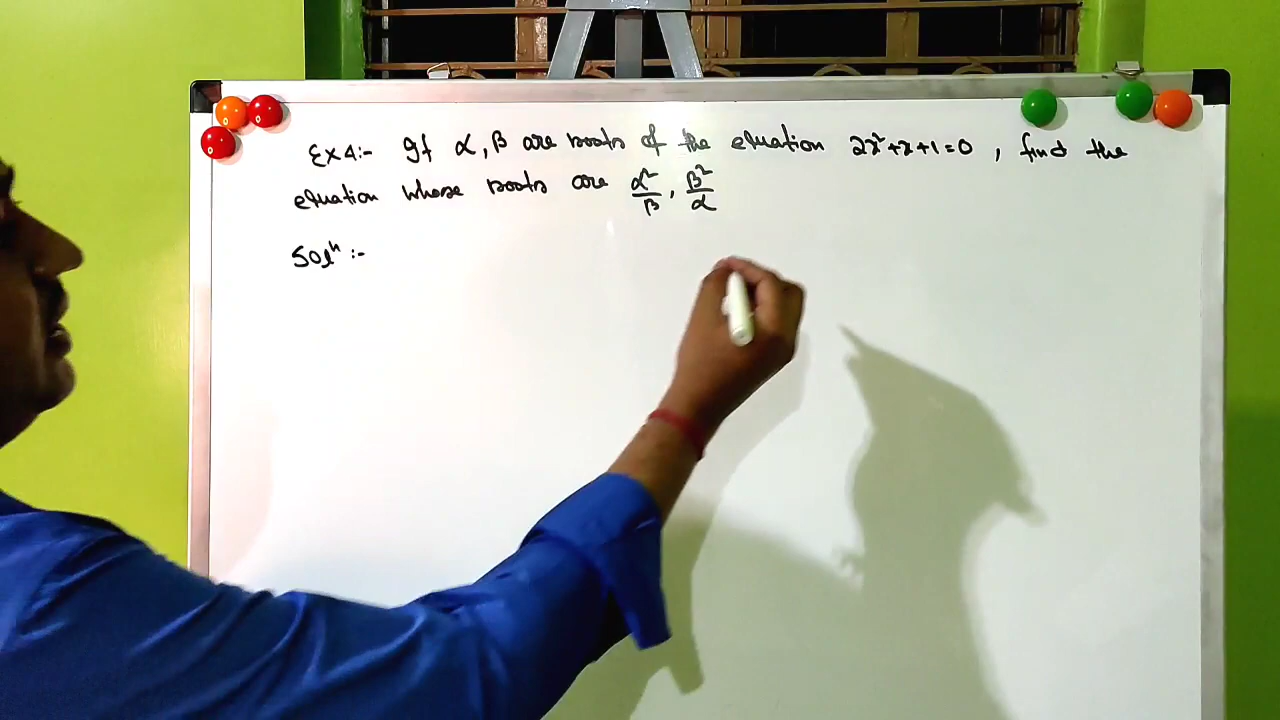 Ex4:- If α, β are roots of the equation 2x²+x+1=0, find the
equation whose roots are α²/β, β²/α
Solⁿ :-